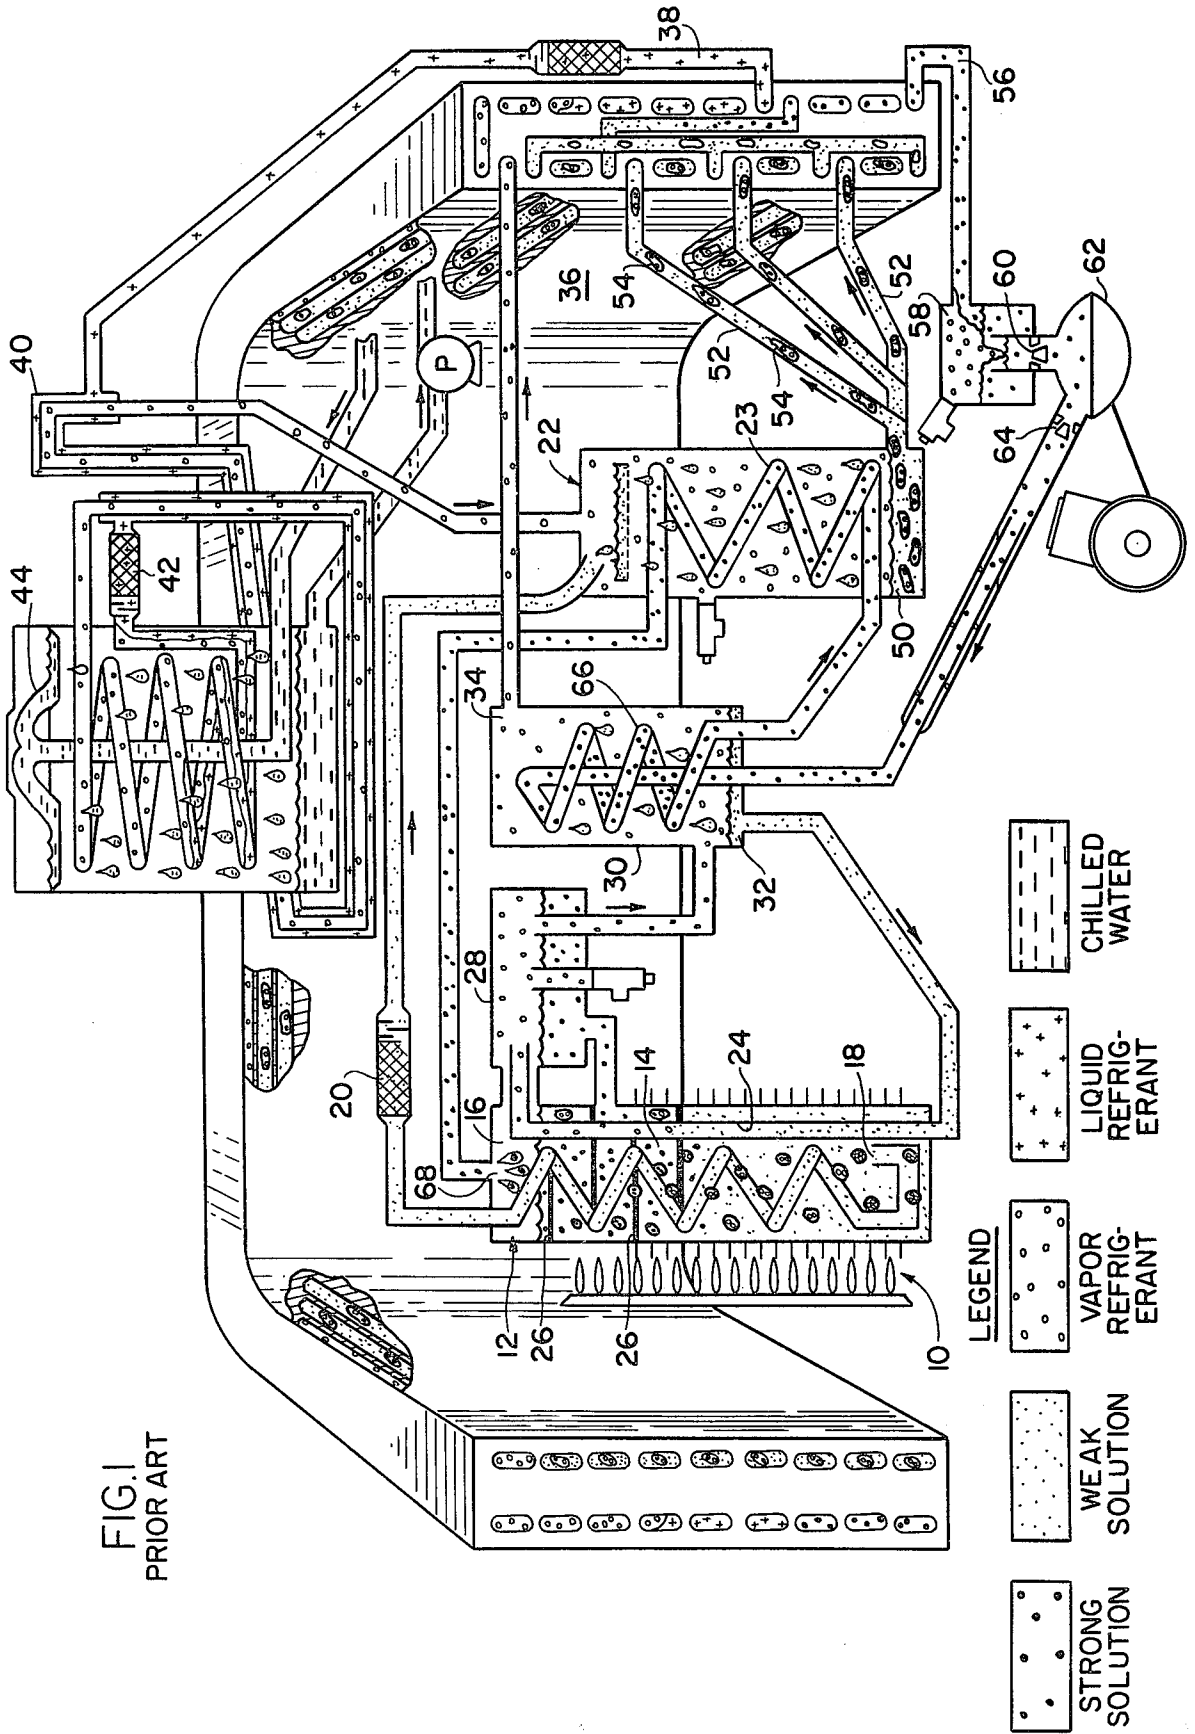 FIG.1
PRIOR ART
40
44
42
38
20
22
23
36
54
52
54
52
56
58
60
62
64
50
34
66
30
32
28
16
14
24
18
68
12
26
26
10
P
LEGEND
STRONG
SOLUTION
WEAK
SOLUTION
VAPOR
REFRIG-
ERANT
LIQUID
REFRIG-
ERANT
CHILLED
WATER